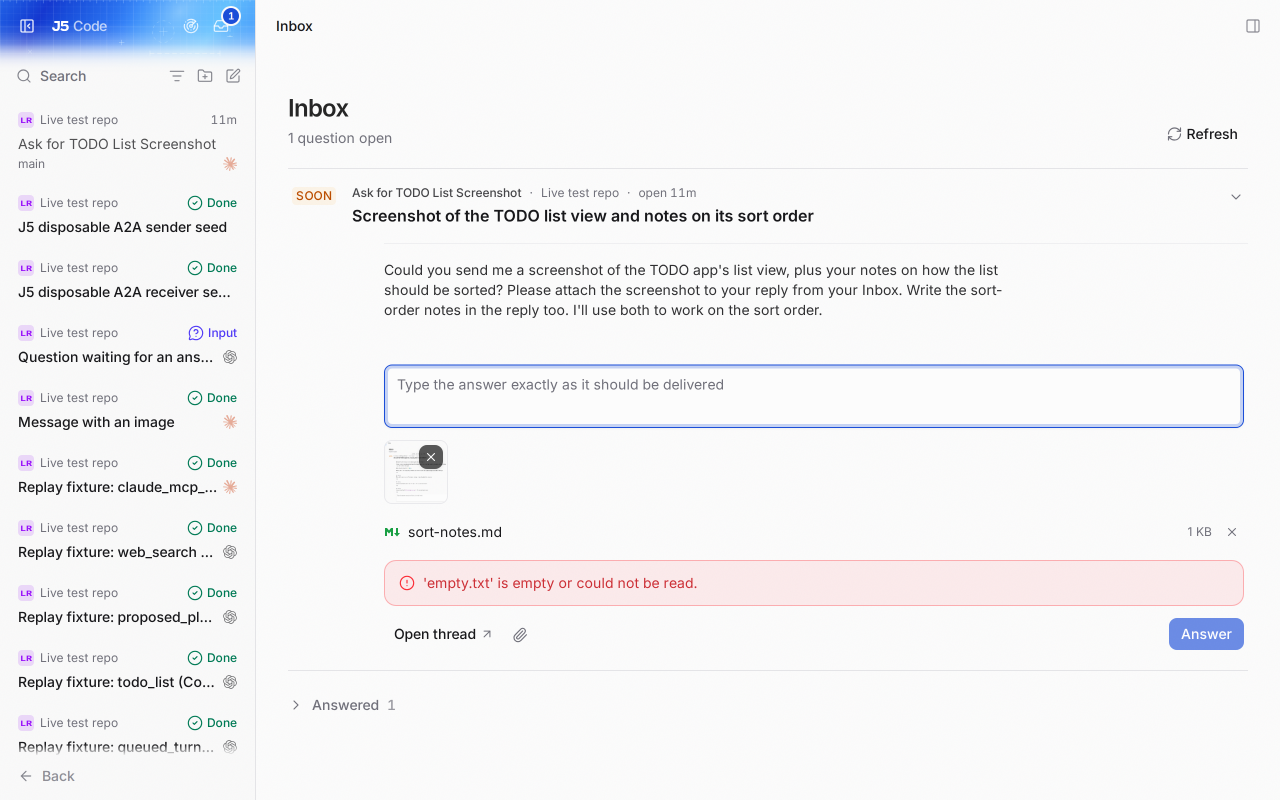 J5 Code
1
Search
LR Live test repo 11m
Ask for TODO List Screenshot
main
LR Live test repo Done
J5 disposable A2A sender seed
LR Live test repo Done
J5 disposable A2A receiver se...
LR Live test repo Input
Question waiting for an ans...
LR Live test repo Done
Message with an image
LR Live test repo Done
Replay fixture: claude_mcp_...
LR Live test repo Done
Replay fixture: web_search ...
LR Live test repo Done
Replay fixture: proposed_pl...
LR Live test repo Done
Replay fixture: todo_list (Co...
LR Live test repo Done
Replay fixture: queued_turn...
Back
Inbox
Inbox
1 question open
Refresh
SOON
Ask for TODO List Screenshot · Live test repo · open 11m
Screenshot of the TODO list view and notes on its sort order
Could you send me a screenshot of the TODO app's list view, plus your notes on how the list
should be sorted? Please attach the screenshot to your reply from your Inbox. Write the sort-
order notes in the reply too. I'll use both to work on the sort order.
Type the answer exactly as it should be delivered
M↓ sort-notes.md 1 KB
'empty.txt' is empty or could not be read.
Open thread
Answer
Answered 1